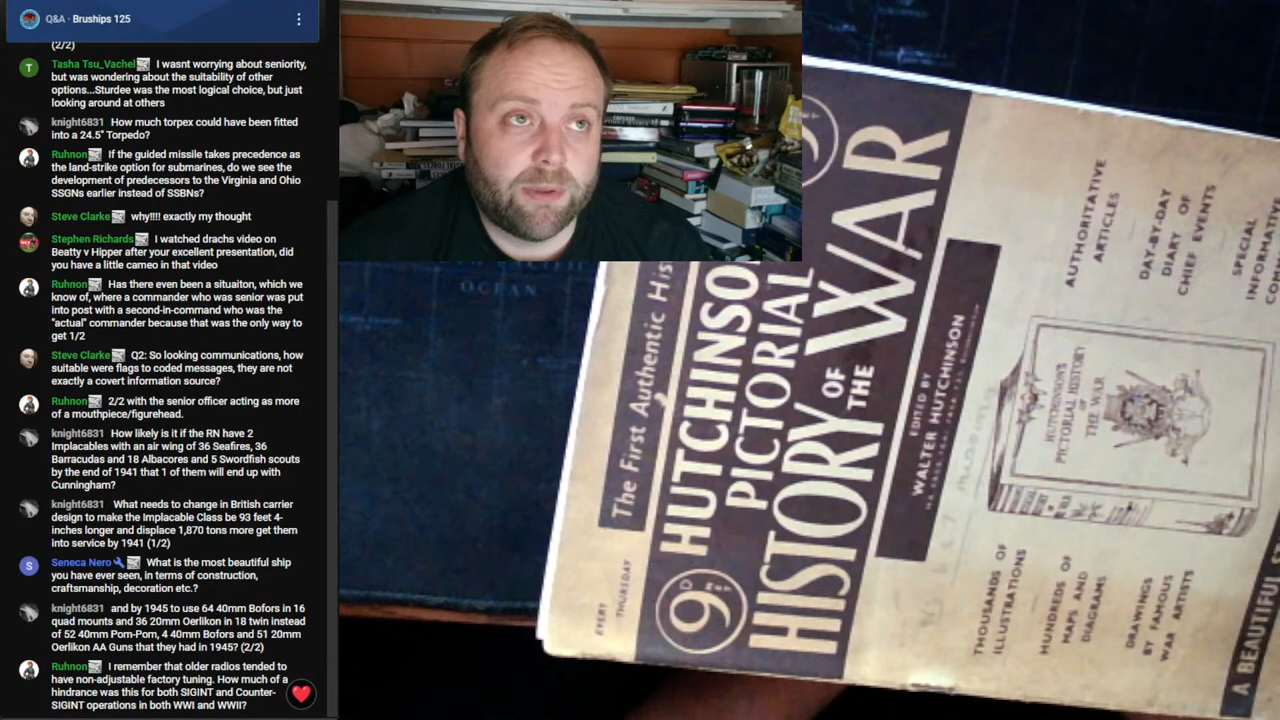 Q&A · Bruships 125
(2/2)
Tasha Tsu_Vachel I wasnt worrying about seniority,
but was wondering about the suitability of other
options...Sturdee was the most logical choice, but just
looking around at others
knight6831 How much torpex could have been fitted
into a 24.5" Torpedo?
Ruhnon If the guided missile takes precedence as
the land-strike option for submarines, do we see the
development of predecessors to the Virginia and Ohio
SSGNs earlier instead of SSBNs?
Steve Clarke why!!!! exactly my thought
Stephen Richards I watched drachs video on
Beatty v Hipper after your excellent presentation, did
you have a little cameo in that video
Ruhnon Has there even been a situaiton, which we
know of, where a commander who was senior was put
into post with a second-in-command who was the
"actual" commander because that was the only way to
get 1/2
Steve Clarke Q2: So looking communications, how
suitable were flags to coded messages, they are not
exactly a covert information source?
Ruhnon 2/2 with the senior officer acting as more
of a mouthpiece/figurehead.
knight6831 How likely is it if the RN have 2
Implacables with an air wing of 36 Seafires, 36
Barracudas and 18 Albacores and 5 Swordfish scouts
by the end of 1941 that 1 of them will end up with
Cunningham?
knight6831 What needs to change in British carrier
design to make the Implacable Class be 93 feet 4-
inches longer and displace 1,870 tons more get them
into service by 1941 (1/2)
Seneca Nero What is the most beautiful ship
you have ever seen, in terms of construction,
craftsmanship, decoration etc.?
knight6831 and by 1945 to use 64 40mm Bofors in 16
quad mounts and 36 20mm Oerlikon in 18 twin instead
of 52 40mm Pom-Pom, 4 40mm Bofors and 51 20mm
Oerlikon AA Guns that they had in 1945? (2/2)
Ruhnon I remember that older radios tended to
have non-adjustable factory tuning. How much of a
hindrance was this for both SIGINT and Counter-
SIGINT operations in both WWI and WWII?
OCEAN
EVERY
THURSDAY
The First Authentic His
9D
NET
HUTCHINSO
PICTORIAL
HISTORY OF THE WAR
EDITED BY
WALTER HUTCHINSON
AUTHORITATIVE
ARTICLES
DAY-BY-DAY
DIARY OF
CHIEF EVENTS
SPECIAL
INFORMATIVE
HUTCHINSON'S
PICTORIAL HISTORY
OF
THE WAR
THOUSANDS OF
ILLUSTRATIONS
HUNDREDS OF
MAPS AND
DIAGRAMS
DRAWINGS
BY FAMOUS
WAR ARTISTS
A BEAUTIFUL